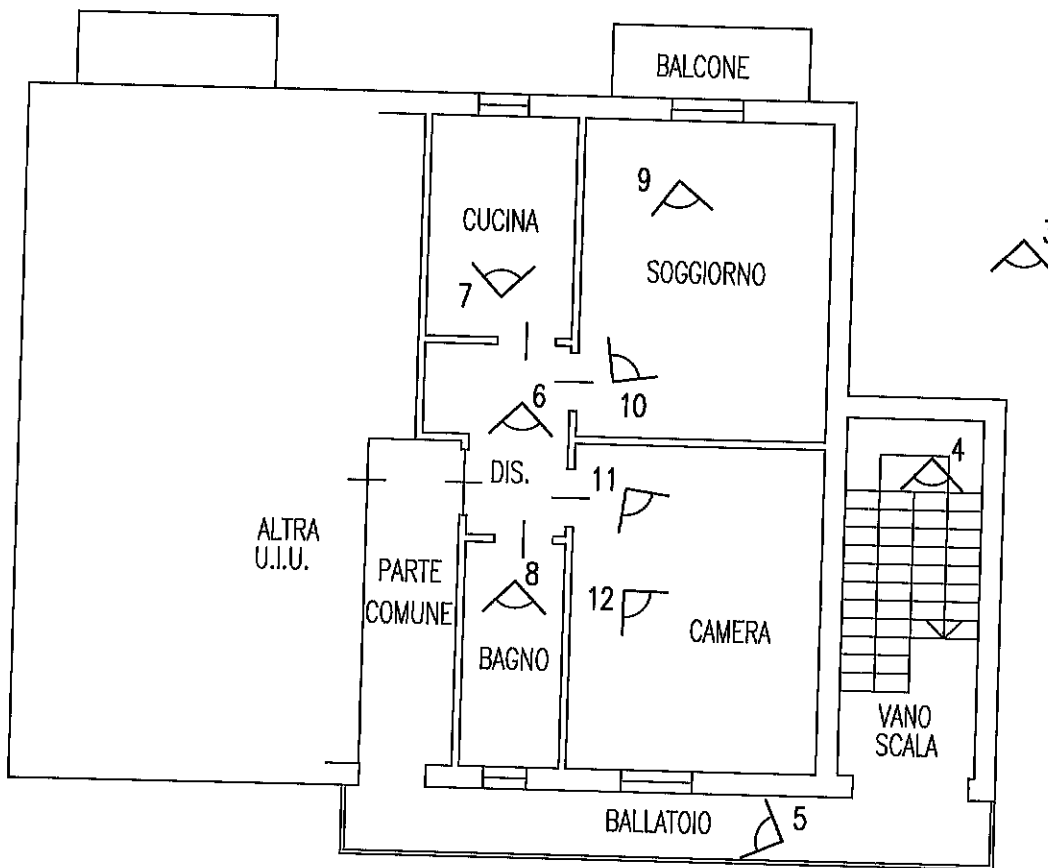 BALCONE
9
CUCINA
SOGGIORNO
7
6
10
4
DIS.
11
ALTRA
U.I.U.
PARTE
COMUNE
8
12
CAMERA
BAGNO
VANO
SCALA
BALLATOIO
5